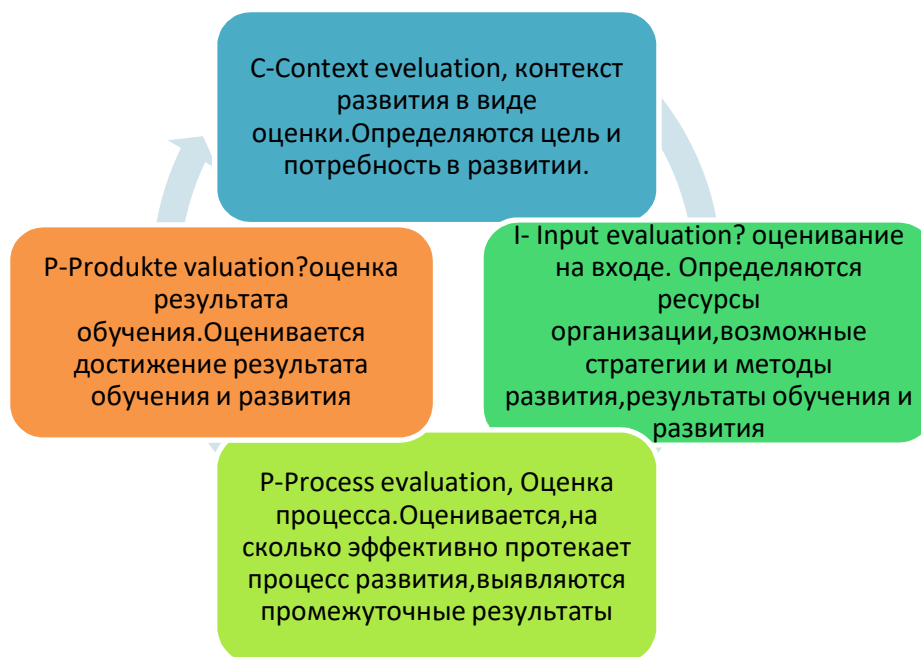 C-Context eveluation, контекст
развития в виде
оценки.Определяются цель и
потребность в развитии.
I- Input evaluation? оценивание
на входе. Определяются
ресурсы
организации,возможные
стратегии и методы
развития,результаты обучения и
развития
P-Process evaluation, Оценка
процесса.Оценивается,на
сколько эффективно протекает
процесс развития,выявляются
промежуточные результаты
P-Produkte valuation?оценка
результата
обучения.Оценивается
достижение результата
обучения и развития